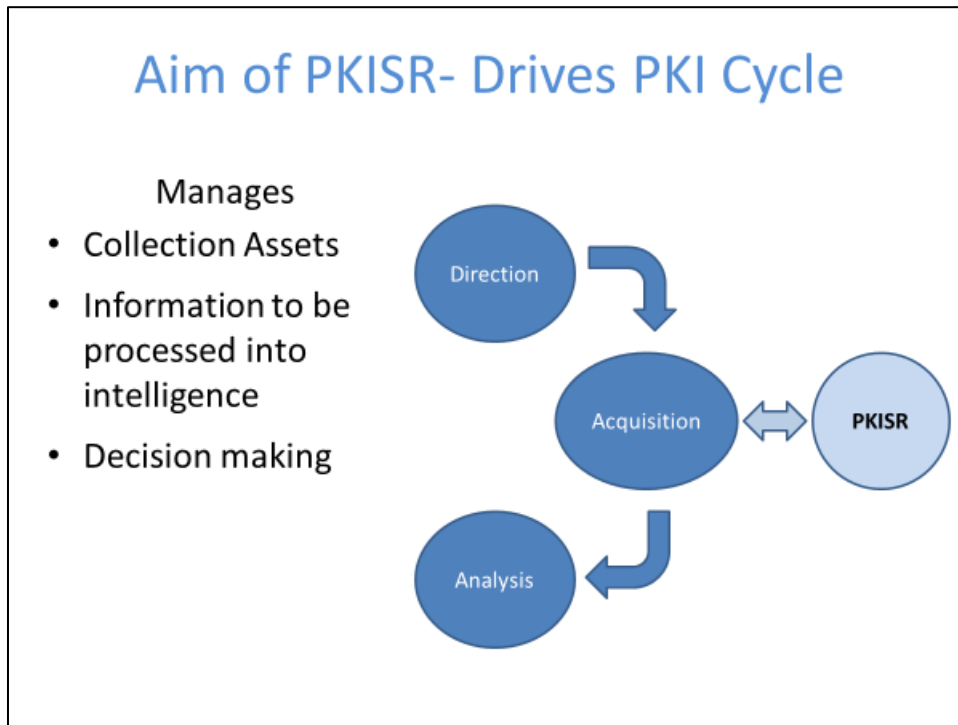 Aim of PKISR- Drives PKI Cycle
Manages
• Collection Assets
• Information to be
processed into
intelligence
• Decision making
Direction
Acquisition
PKISR
Analysis